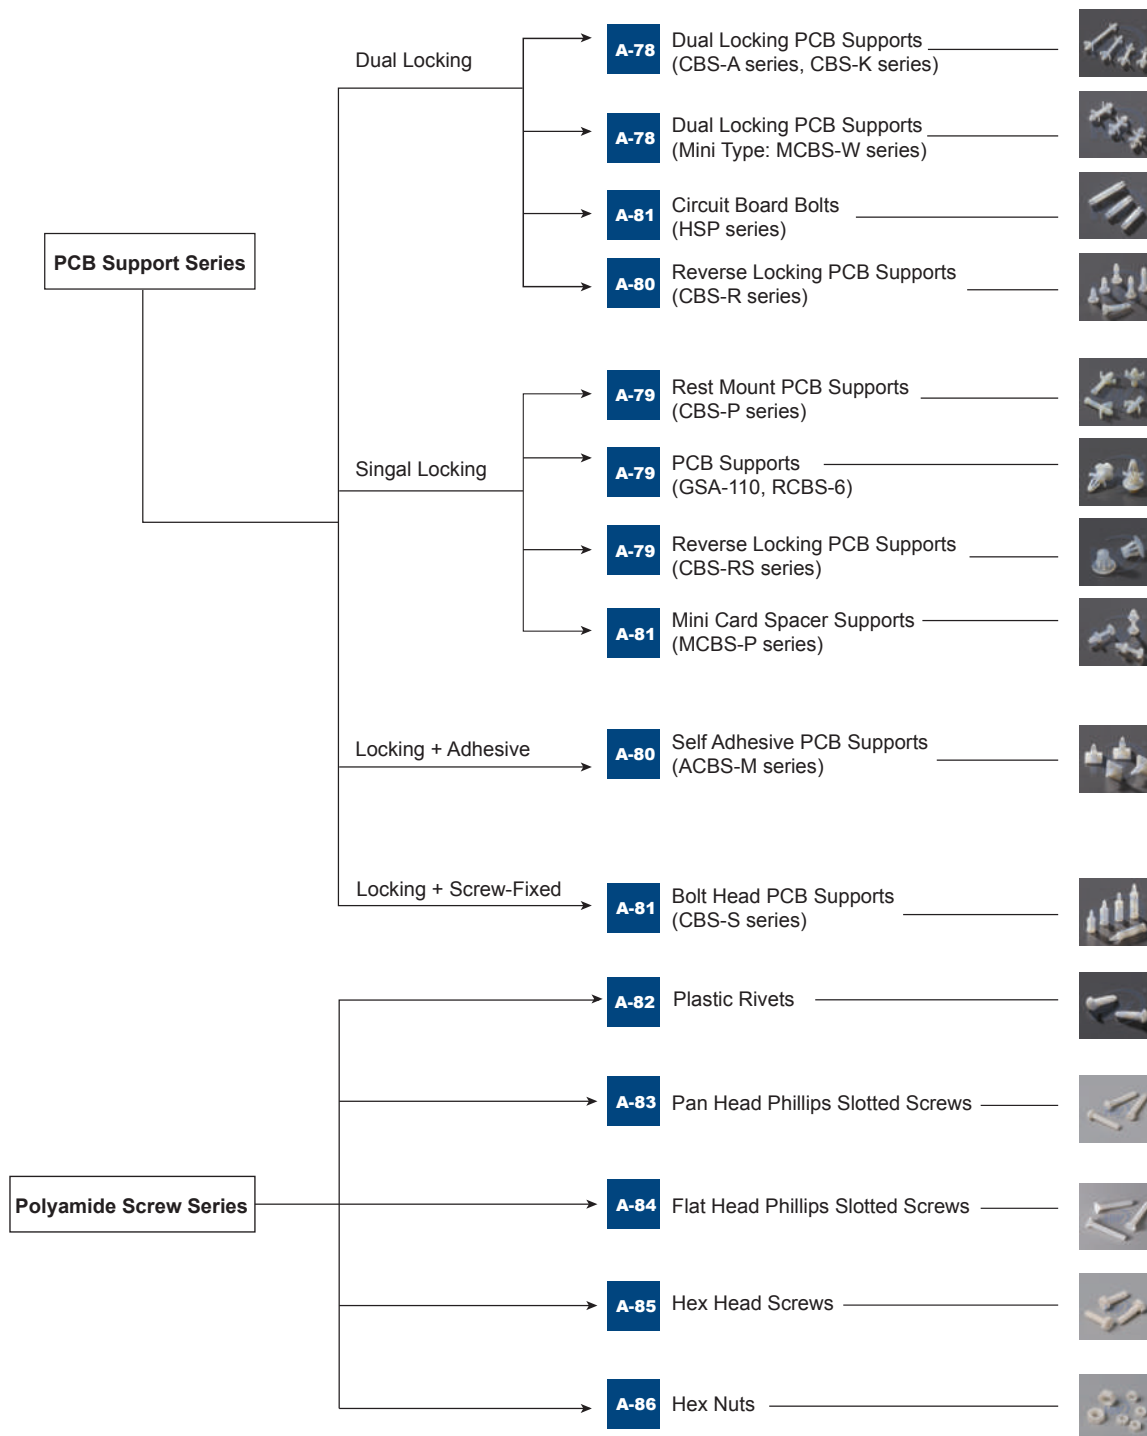 Dual Locking
A-78
Dual Locking PCB Supports
(CBS-A series, CBS-K series)
A-78
Dual Locking PCB Supports
(Mini Type: MCBS-W series)
A-81
Circuit Board Bolts
(HSP series)
PCB Support Series
A-80
Reverse Locking PCB Supports
(CBS-R series)
A-79
Rest Mount PCB Supports
(CBS-P series)
Singal Locking
A-79
PCB Supports
(GSA-110, RCBS-6)
A-79
Reverse Locking PCB Supports
(CBS-RS series)
A-81
Mini Card Spacer Supports
(MCBS-P series)
Locking + Adhesive
A-80
Self Adhesive PCB Supports
(ACBS-M series)
Locking + Screw-Fixed
A-81
Bolt Head PCB Supports
(CBS-S series)
A-82
Plastic Rivets
A-83
Pan Head Phillips Slotted Screws
Polyamide Screw Series
A-84
Flat Head Phillips Slotted Screws
A-85
Hex Head Screws
A-86
Hex Nuts